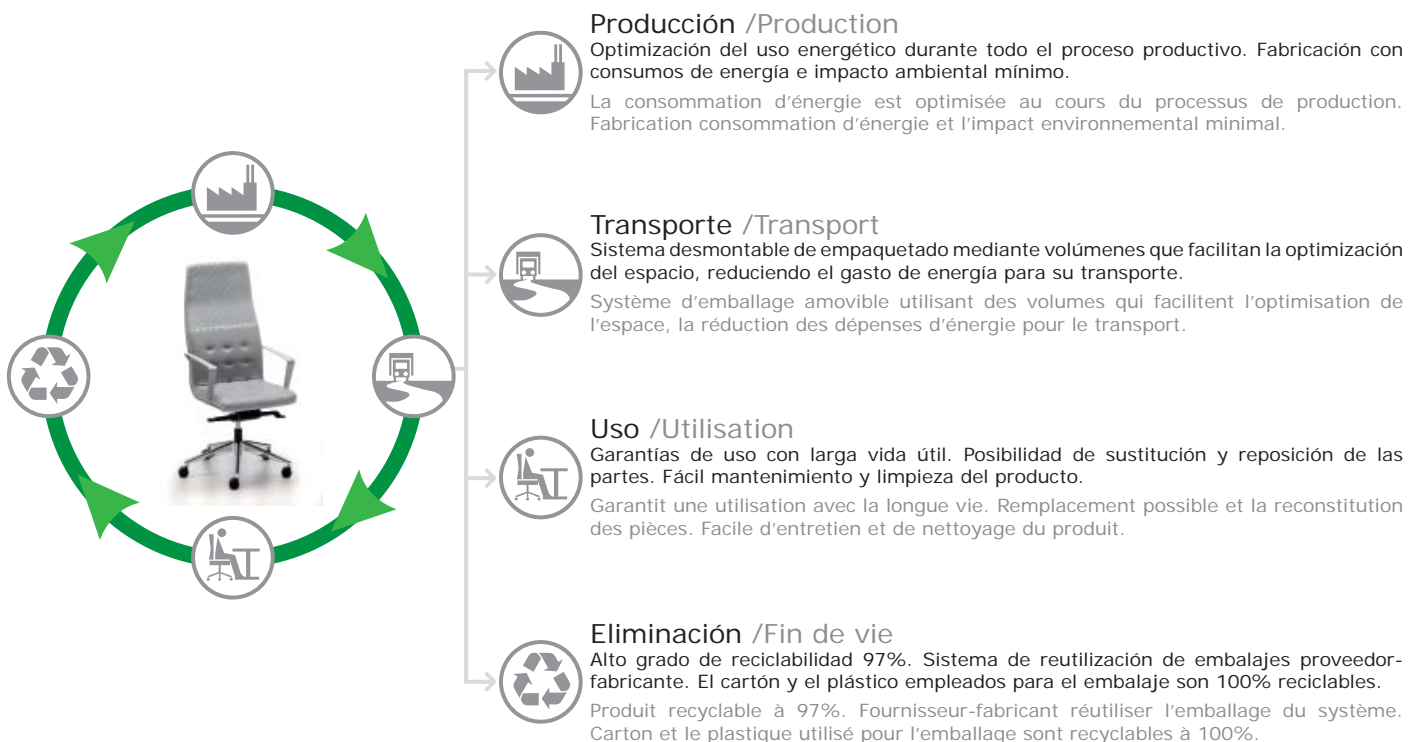 Producción /Production
Optimización del uso energético durante todo el proceso productivo. Fabricación con
consumos de energía e impacto ambiental mínimo.
La consommation d'énergie est optimisée au cours du processus de production.
Fabrication consommation d'énergie et l'impact environnemental minimal.
Transporte /Transport
Sistema desmontable de empaquetado mediante volúmenes que facilitan la optimización
del espacio, reduciendo el gasto de energía para su transporte.
Système d'emballage amovible utilisant des volumes qui facilitent l'optimisation de
l'espace, la réduction des dépenses d'énergie pour le transport.
Uso /Utilisation
Garantías de uso con larga vida útil. Posibilidad de sustitución y reposición de las
partes. Fácil mantenimiento y limpieza del producto.
Garantit une utilisation avec la longue vie. Remplacement possible et la reconstitution
des pièces. Facile d'entretien et de nettoyage du produit.
Eliminación /Fin de vie
Alto grado de reciclabilidad 97%. Sistema de reutilización de embalajes proveedor-
fabricante. El cartón y el plástico empleados para el embalaje son 100% reciclables.
Produit recyclable à 97%. Fournisseur-fabricant réutiliser l'emballage du système.
Carton et le plastique utilisé pour l'emballage sont recyclables à 100%.